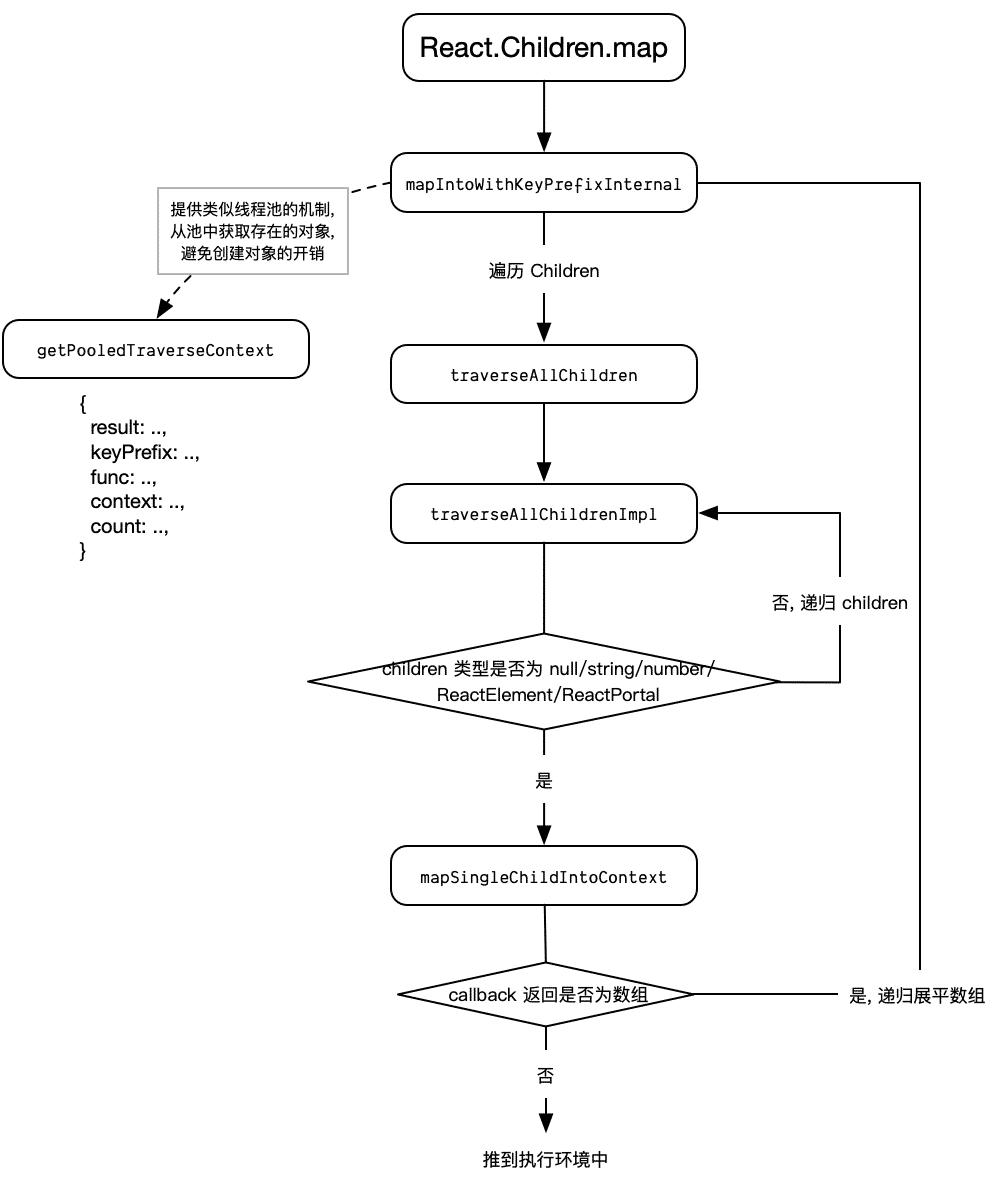 React.Children.map
mapIntoWithKeyPrefixInternal
提供类似线程池的机制,
从池中获取存在的对象,
避免创建对象的开销
遍历 Children
getPooledTraverseContext
{
result: ..,
keyPrefix: ..,
func: ..,
context: ..,
count: ..,
}
traverseAllChildren
traverseAllChildrenImpl
否, 递归 children
children 类型是否为 null/string/number/
ReactElement/ReactPortal
是
mapSingleChildIntoContext
callback 返回是否为数组
是, 递归展平数组
否
推到执行环境中